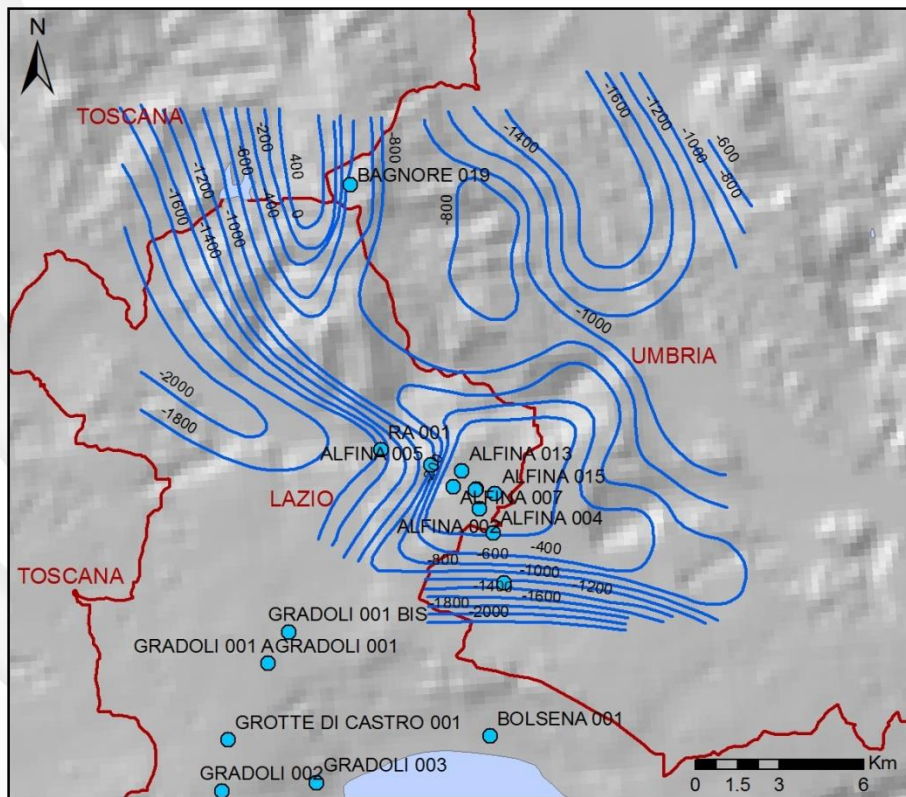 N
TOSCANA
-200
-600
400
-400
0
-1200
-1600
-1000
-1400
-800
BAGNORE 019
-800
-1400
-1600
-1200
-1000
-600
-800
-1000
UMBRIA
-2000
-1800
RA 001
ALFINA 005
ALFINA 013
ALFINA 015
LAZIO
ALFINA 007
ALFINA 002
ALFINA 004
-400
-600
-800
-1000
-1200
-1400
-1600
-1800
-2000
TOSCANA
GRADOLI 001 BIS
GRADOLI 001 A
GRADOLI 001
GROTTE DI CASTRO 001
BOLSENA 001
GRADOLI 002
GRADOLI 003
Km
0 1.5 3 6